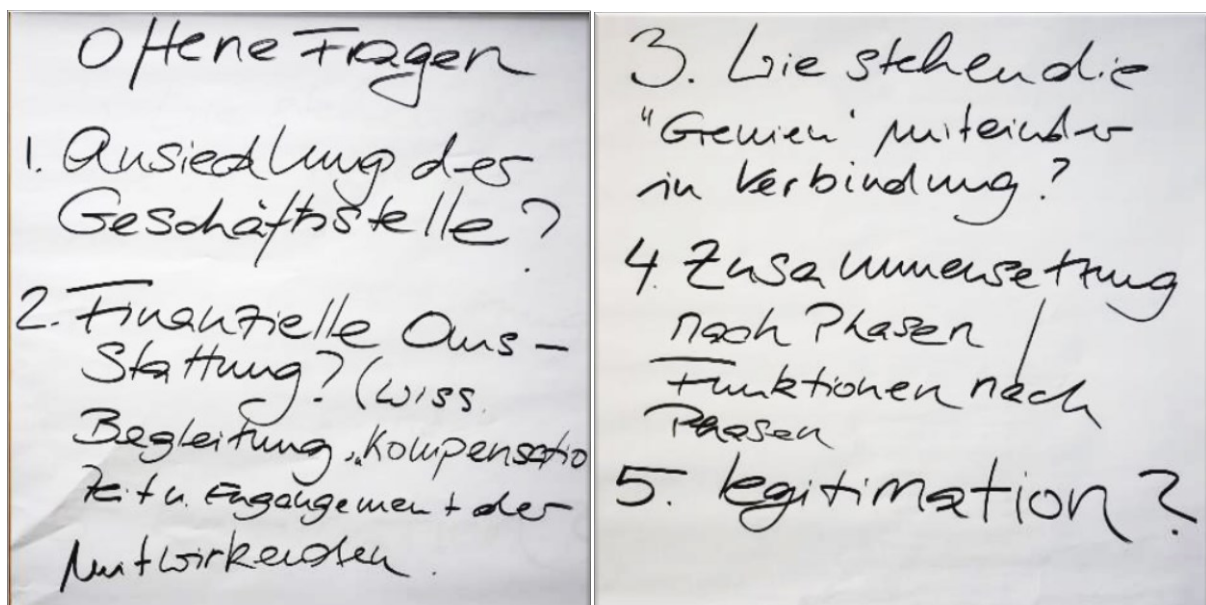 Offene Fragen
1. Ansiedlung der
Geschäftsstelle?
2. Finanzielle Aus-
stattung? (wiss.
Begleitung, „Kompensatio
Zeit u. Engangement der
Mitwirkenden.
3. Wie stehen die
"Gremien" miteinander
in Verbindung?
4. Zusammensetzung
nach Phasen
Funktionen nach
Phasen
5. Legitimation?